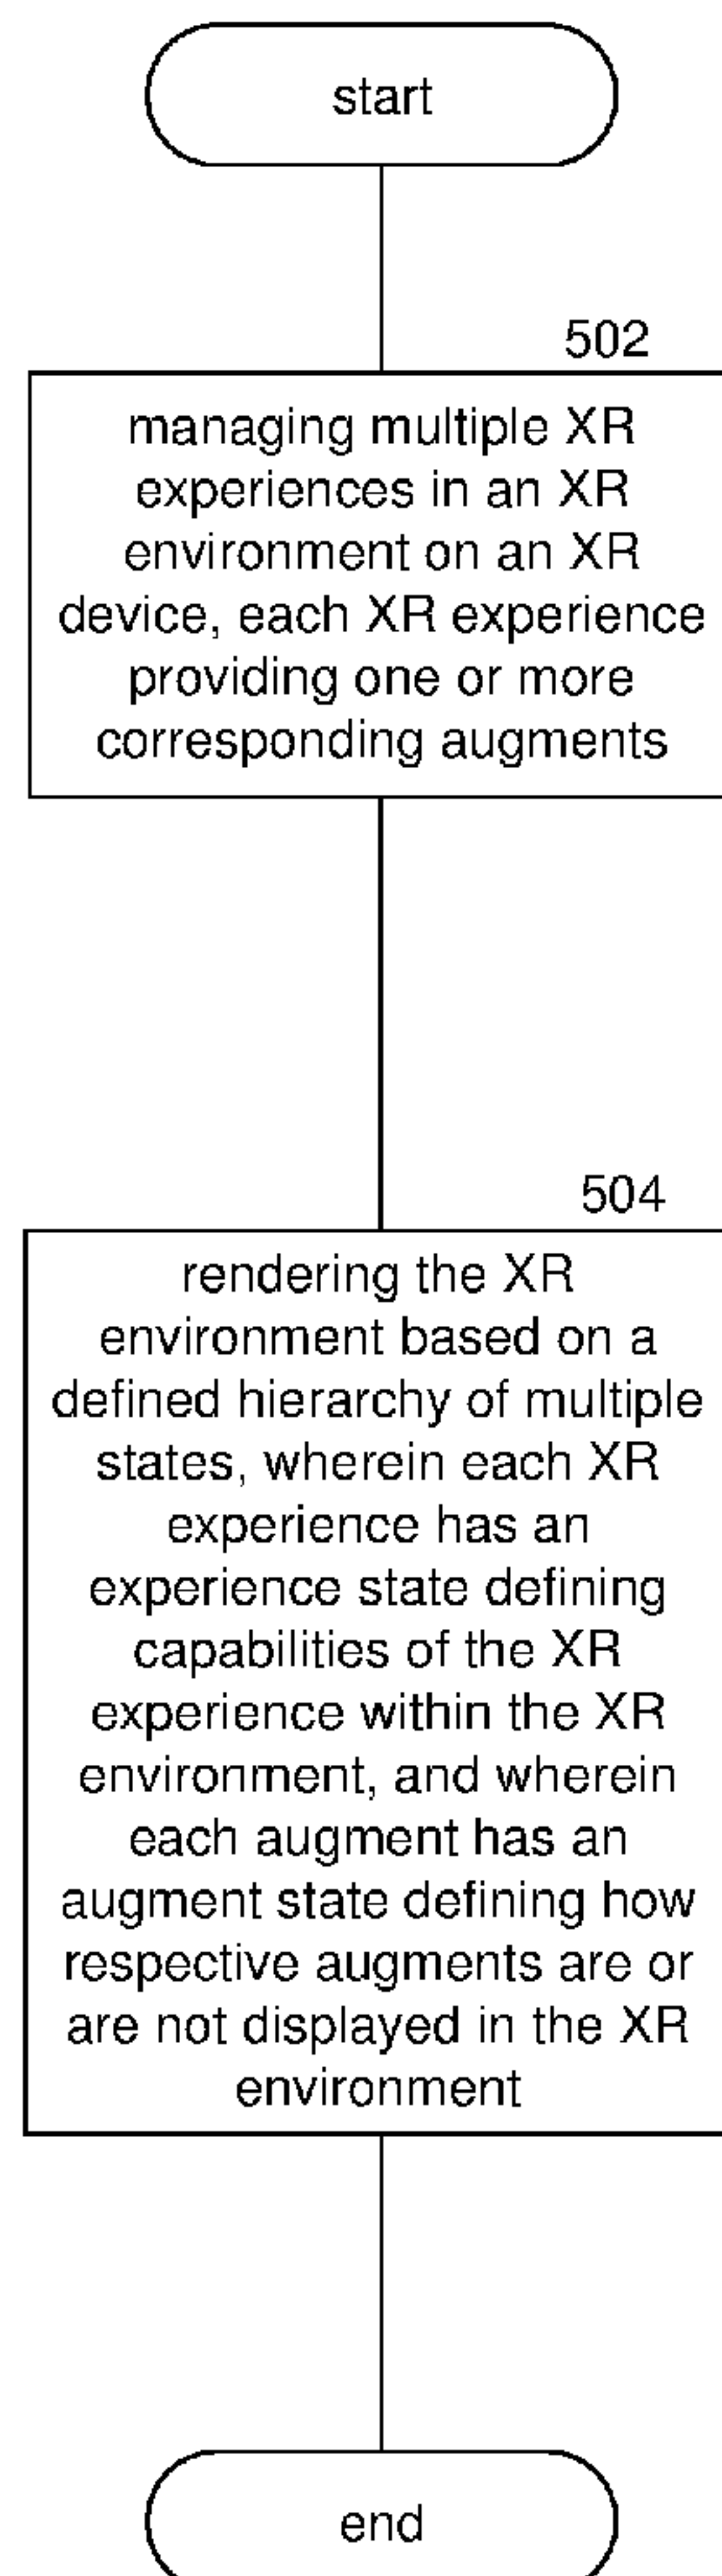 start
502
managing multiple XR
experiences in an XR
environment on an XR
device, each XR experience
providing one or more
corresponding augments
504
rendering the XR
environment based on a
defined hierarchy of multiple
states, wherein each XR
experience has an
experience state defining
capabilities of the XR
experience within the XR
environment, and wherein
each augment has an
augment state defining how
respective augments are or
are not displayed in the XR
environment
end